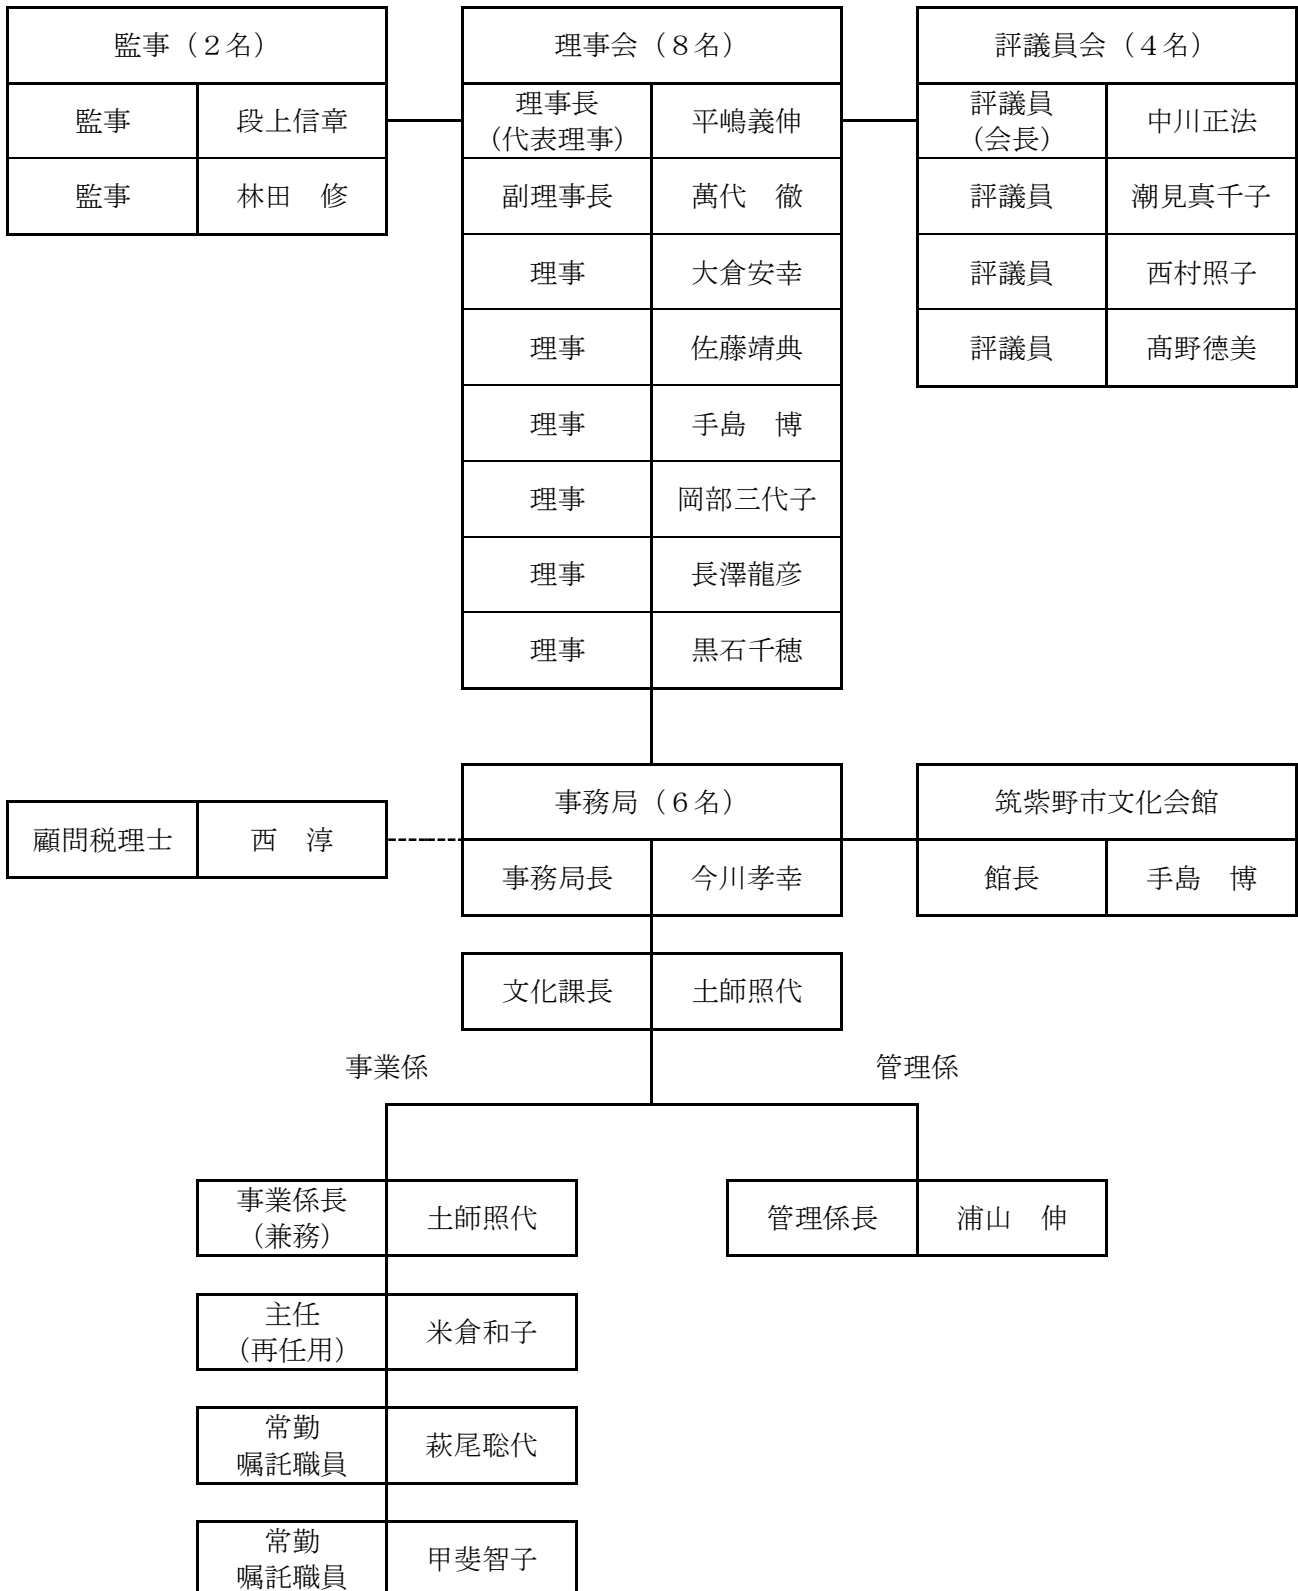 監事（２名）
監事 段上信章
監事 林田　修
理事会（８名）
理事長
（代表理事）
平嶋義伸
副理事長 萬代　徹
理事 大倉安幸
理事 佐藤靖典
理事 手島　博
理事 岡部三代子
理事 長澤龍彦
理事 黒石千穂
評議員会（４名）
評議員
（会長）
中川正法
評議員 潮見真千子
評議員 西村照子
評議員 髙野徳美
顧問税理士 西　淳
事務局（６名）
事務局長 今川孝幸
筑紫野市文化会館
館長 手島　博
文化課長 土師照代
事業係
管理係
事業係長
（兼務）
土師照代
管理係長 浦山　伸
主任
（再任用）
米倉和子
常勤
嘱託職員
萩尾聡代
常勤
嘱託職員
甲斐智子